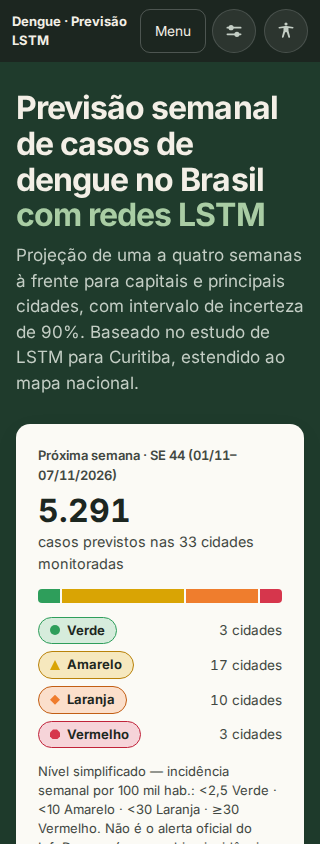 Dengue · Previsão
LSTM
Menu
Previsão semanal
de casos de
dengue no Brasil
com redes LSTM
Projeção de uma a quatro semanas
à frente para capitais e principais
cidades, com intervalo de incerteza
de 90%. Baseado no estudo de
LSTM para Curitiba, estendido ao
mapa nacional.
Próxima semana · SE 44 (01/11–
07/11/2026)
5.291
casos previstos nas 33 cidades
monitoradas
Verde 3 cidades
Amarelo 17 cidades
Laranja 10 cidades
Vermelho 3 cidades
Nível simplificado — incidência
semanal por 100 mil hab.: <2,5 Verde ·
<10 Amarelo · <30 Laranja · ≥30
Vermelho. Não é o alerta oficial do